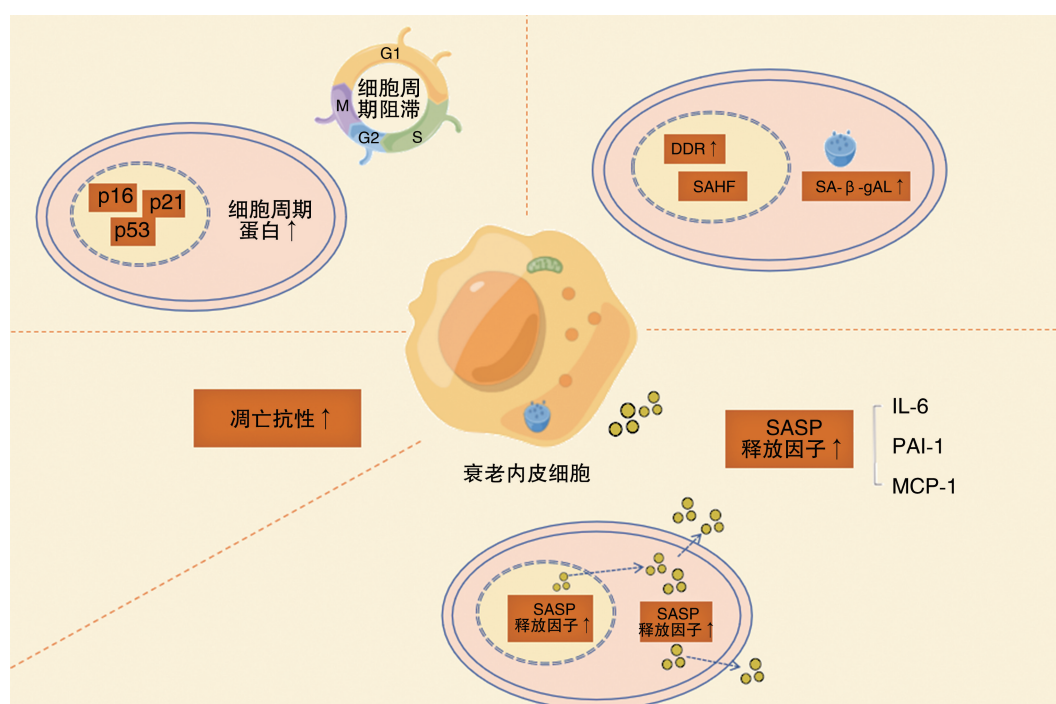 G1
细胞周
期阻滞
M
G2
S
p16
p21
p53
细胞周期
蛋白↑
DDR↑
SAHF
SA-β-gAL↑
凋亡抗性↑
衰老内皮细胞
SASP
释放因子↑
IL-6
PAI-1
MCP-1
SASP
释放因子↑
SASP
释放因子↑